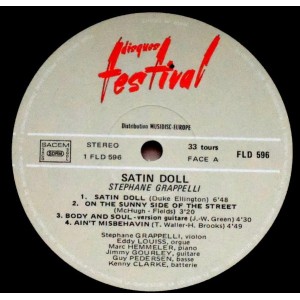 disques
festival
Distribution MUSIDISC-EUROPE
SACEM
STEREO
1 FLD 596
33 tours
FACE A
FLD 596
SATIN DOLL
STEPHANE GRAPPELLI
1. SATIN DOLL (Duke Ellington) 6'48
2. ON THE SUNNY SIDE OF THE STREET
(McHugh - Fields) 3'20
3. BODY AND SOUL-version guitare (J.-W. Green) 4'30
4. AIN'T MISBEHAVIN (T. Waller-H. Brooks) 4'49
Stephane GRAPPELLI, violon
Eddy LOUISS, orgue
Marc HEMMELER, piano
Jimmy GOURLEY, guitare
Guy PEDERSEN, basse
Kenny CLARKE, batterie